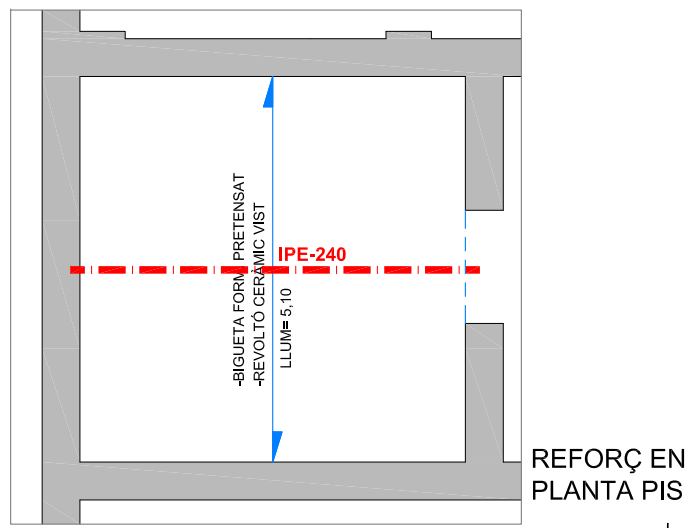 IPE-240
-BIGUETA FORM. PRETENSAT
-REVOLTÓ CERÀMIC VIST
LLUM= 5,10
REFORÇ EN
PLANTA PIS